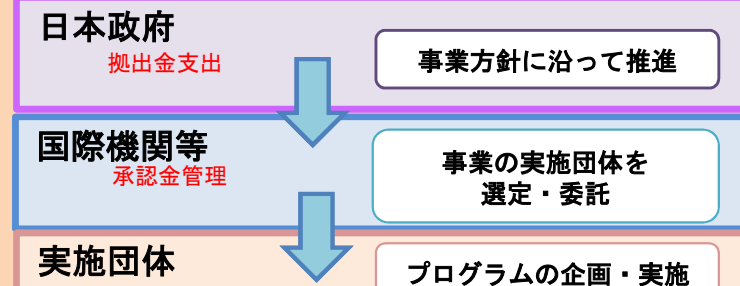 日本政府
拠出金支出
事業方針に沿って推進
国際機関等
承認金管理
事業の実施団体を
選定・委託
実施団体
プログラムの企画・実施